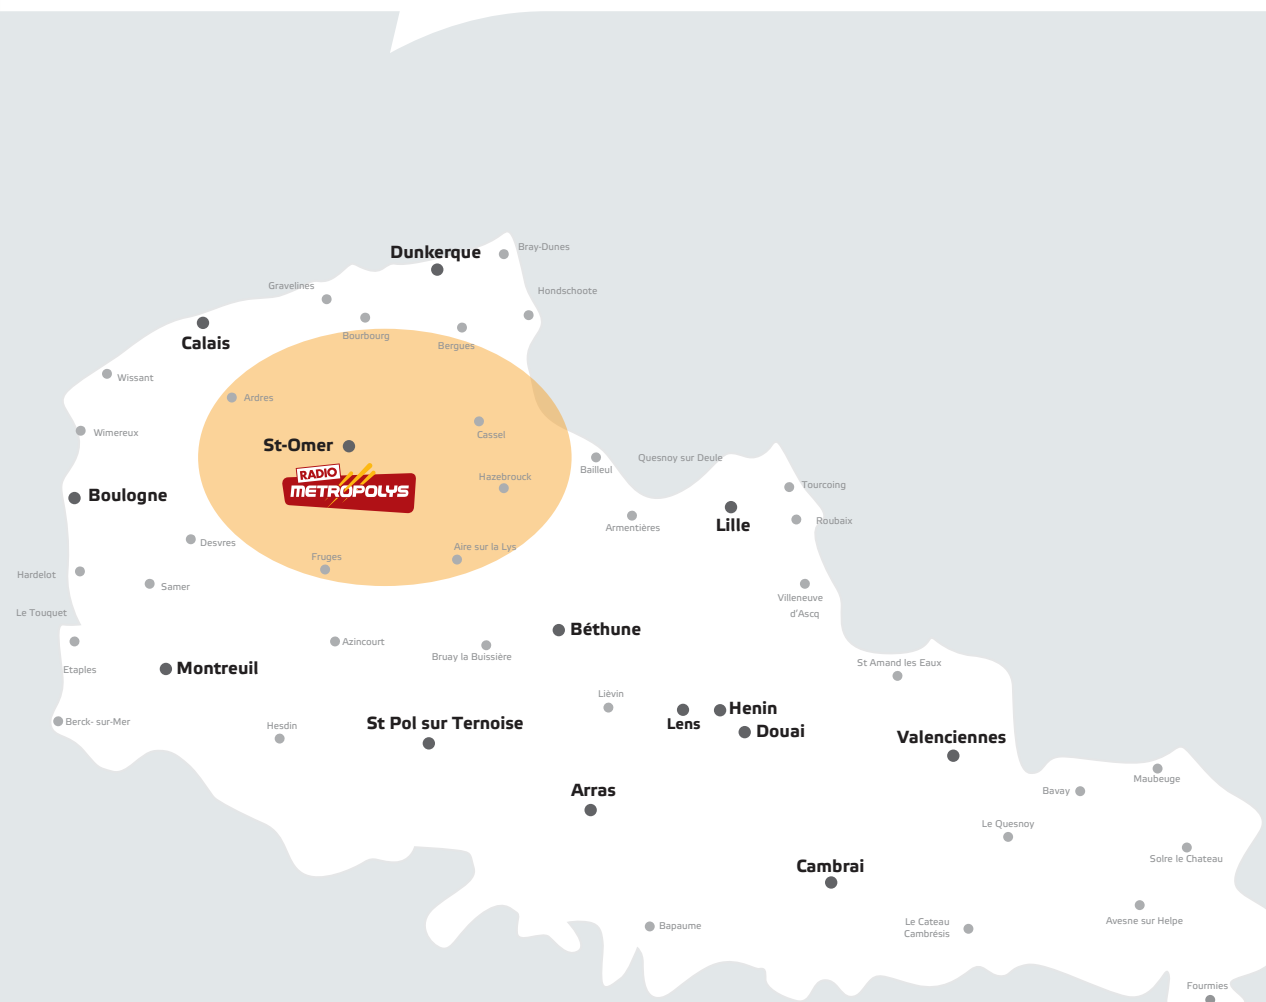 Bray-Dunes
Dunkerque
Gravelines
Hondschoote
Bourbourg
Calais
Bergues
Wissant
Ardres
Wimereux
Cassel
St-Omer
Quesnoy sur Deule
Bailleul
RADIO
METROPOLYS
Hazebrouck
Tourcoing
Boulogne
Roubaix
Lille
Armentières
Desvres
Aire sur la Lys
Fruges
Hardelot
Samer
Villeneuve
d'Ascq
Le Touquet
Béthune
Azincourt
Bruay la Buissière
St Amand les Eaux
Etaples
Montreuil
Lièvin
Henin
Lens
Berck- sur-Mer
Hesdin
St Pol sur Ternoise
Douai
Valenciennes
Maubeuge
Arras
Bavay
Le Quesnoy
Solre le Chateau
Cambrai
Le Cateau
Cambrésis
Avesne sur Helpe
Bapaume
Fourmies